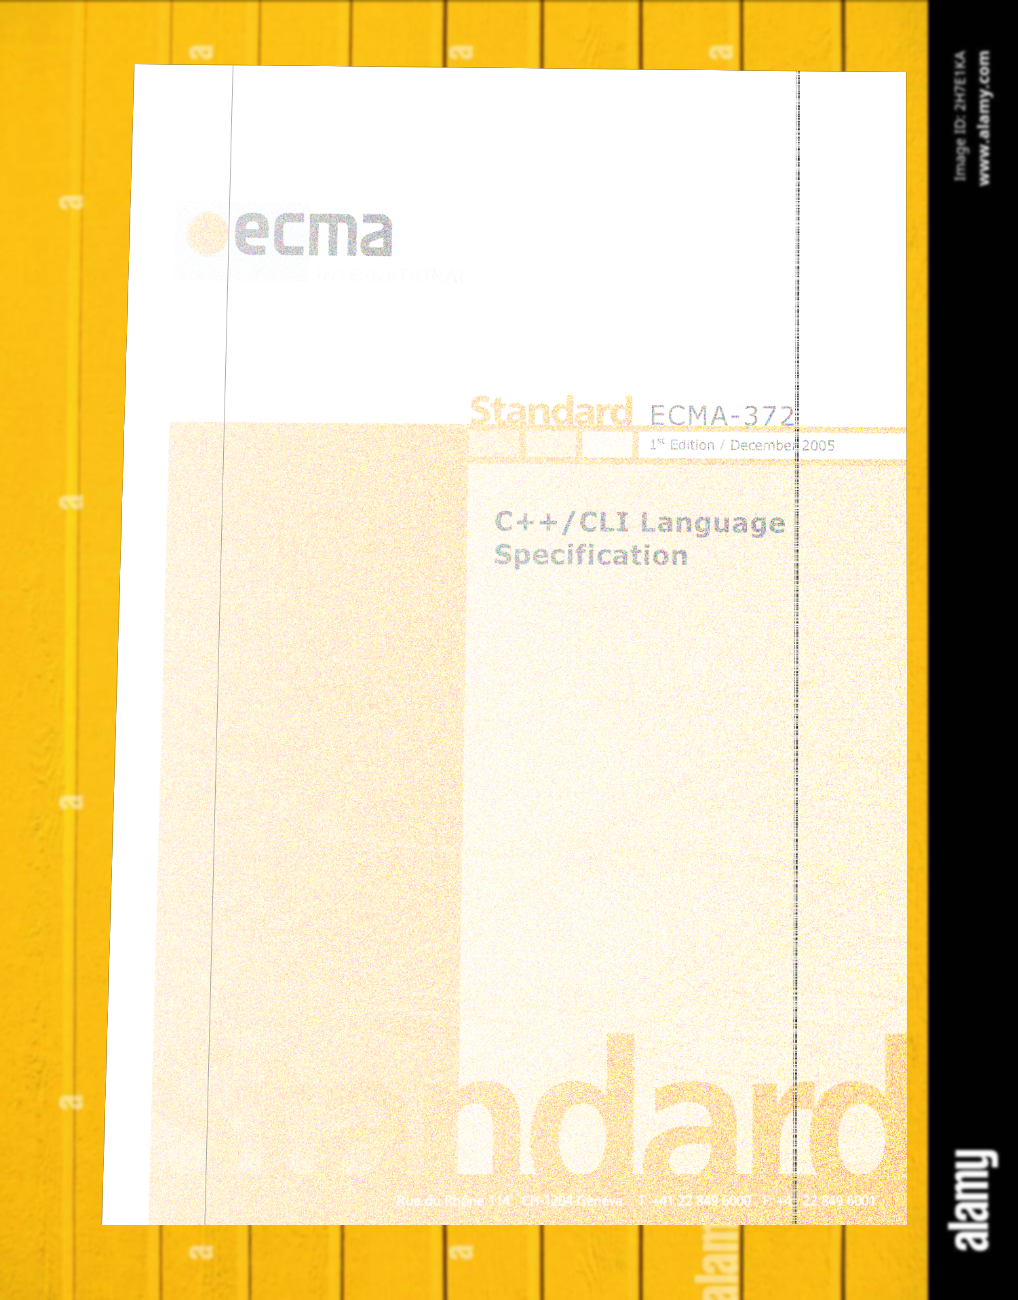 ecma
INTERNATIONAL
Standard ECMA-372
1st Edition / December 2005
C++/CLI Language
Specification
ndard
Rue du Rhône 114 CH-1204 Geneva T: +41 22 849 6000 F: +41 22 849 6001
Image ID: 2H7E1KA
www.alamy.com
alamy
a
a
a
a
a
a
a
a
a
alamy